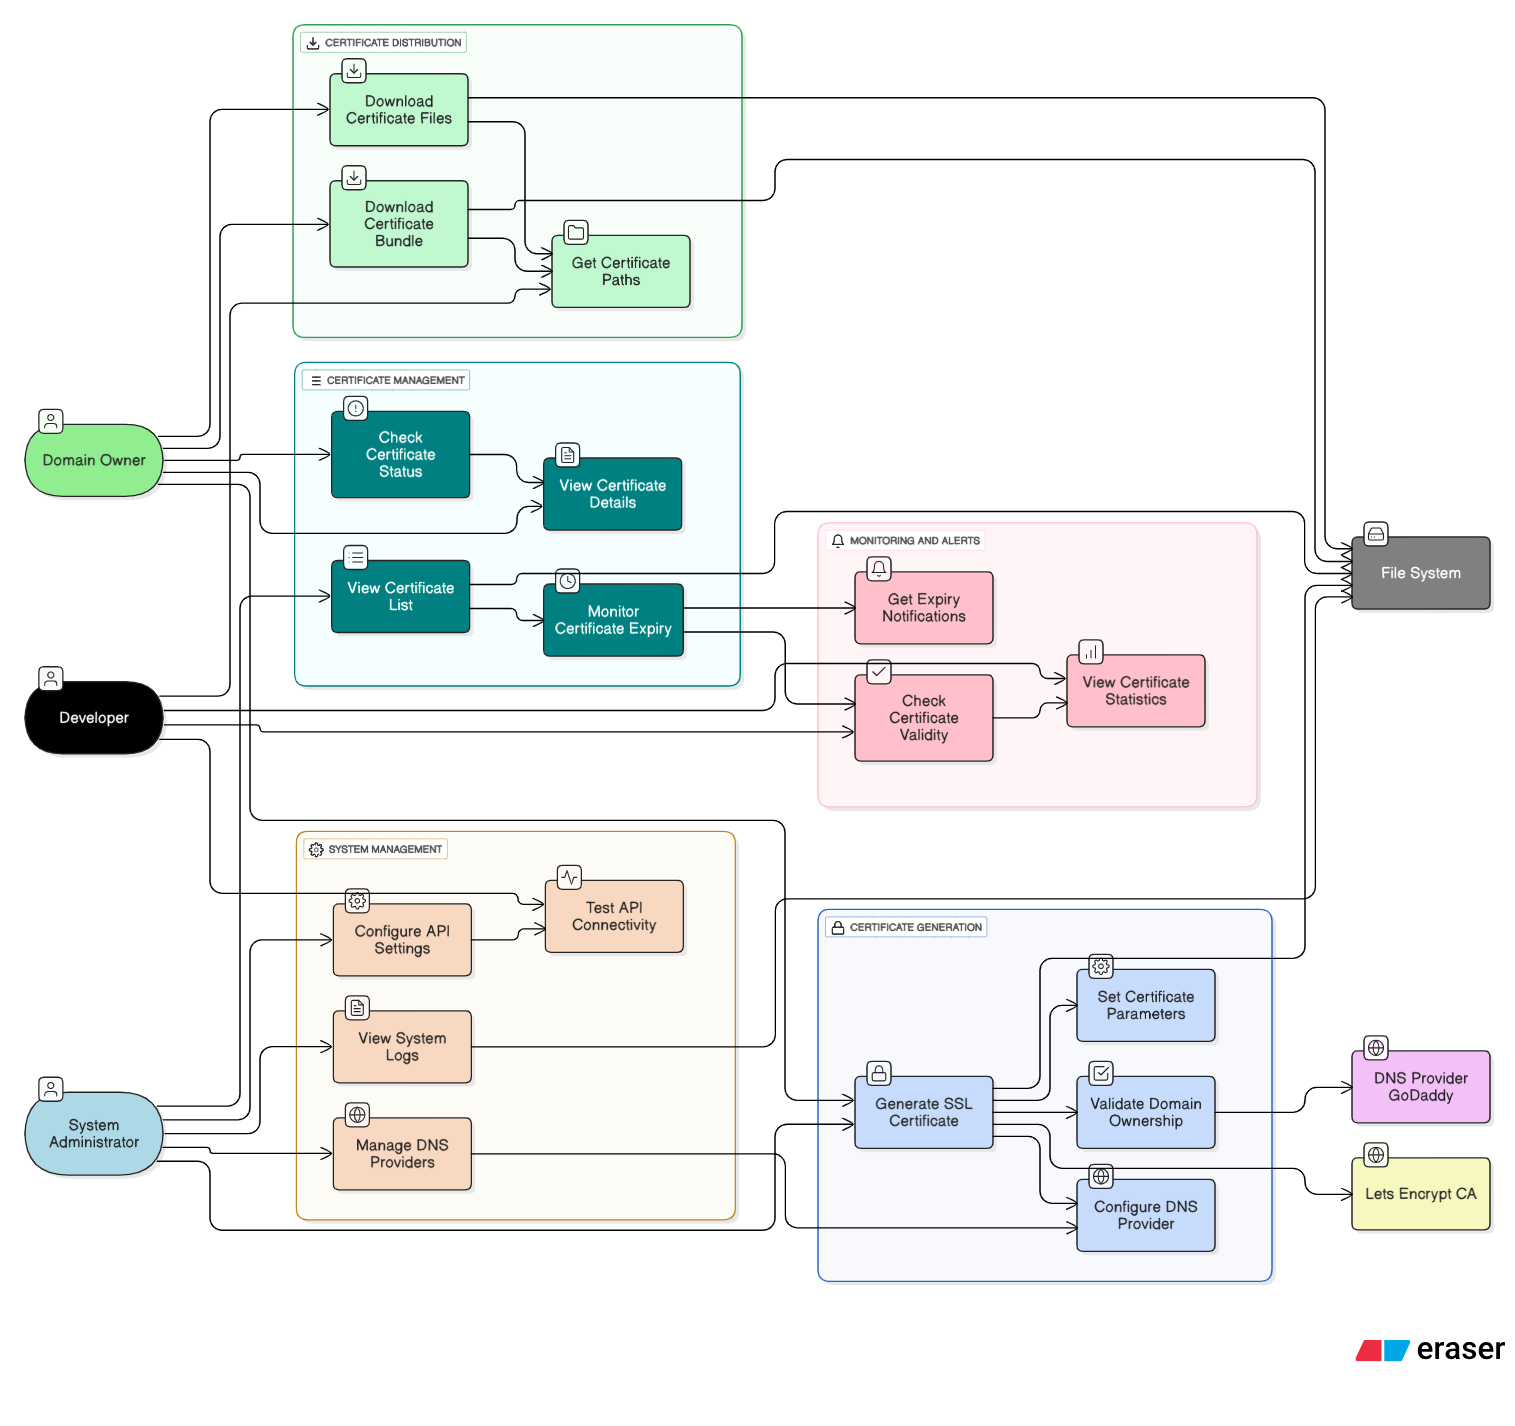 CERTIFICATE DISTRIBUTION
Download
Certificate Files
Download
Certificate
Bundle
Get Certificate
Paths
CERTIFICATE MANAGEMENT
Check
Certificate
Status
View Certificate
Details
View Certificate
List
Monitor
Certificate Expiry
Domain Owner
Developer
System
Administrator
MONITORING AND ALERTS
Get Expiry
Notifications
Check
Certificate
Validity
View Certificate
Statistics
File System
SYSTEM MANAGEMENT
Configure API
Settings
Test API
Connectivity
View System
Logs
Manage DNS
Providers
CERTIFICATE GENERATION
Set Certificate
Parameters
Generate SSL
Certificate
Validate Domain
Ownership
Configure DNS
Provider
DNS Provider
GoDaddy
Lets Encrypt CA
eraser